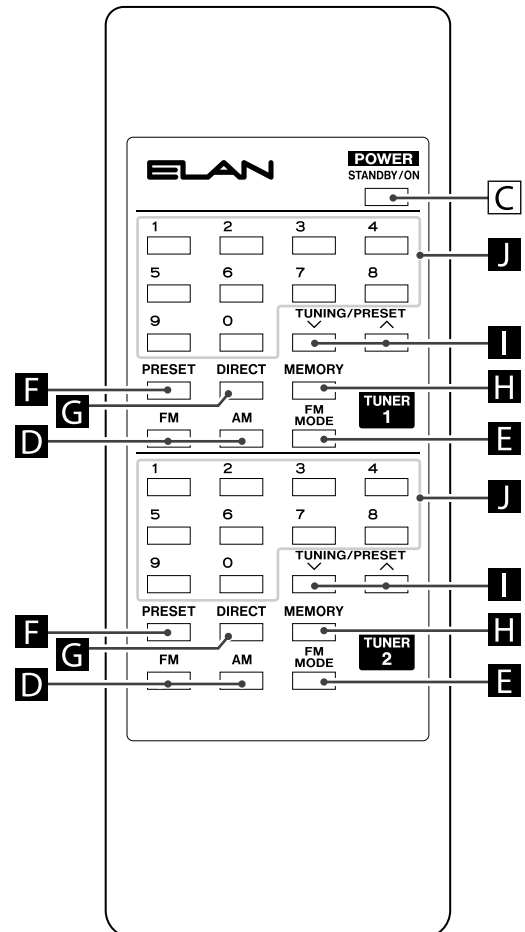 ELAN
POWER
STANDBY/ON
C
1 2 3 4
J
5 6 7 8
9 0 TUNING/PRESET
I
PRESET DIRECT MEMORY
F
H
G
FM AM FM MODE
TUNER 1
D
E
1 2 3 4
J
5 6 7 8
9 0 TUNING/PRESET
I
PRESET DIRECT MEMORY
F
H
G
FM AM FM MODE
TUNER 2
D
E